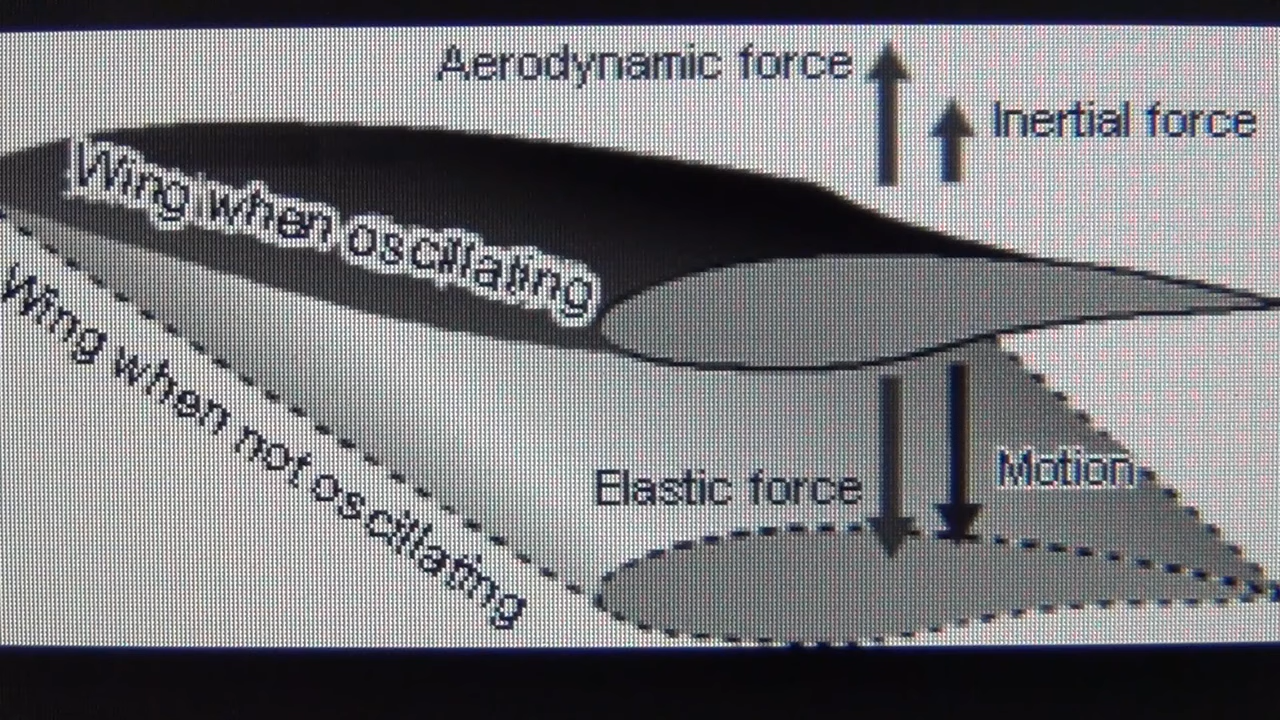 Aerodynamic force
Inertial force
Wing when oscillating
Wing when not oscillating
Elastic force
Motion